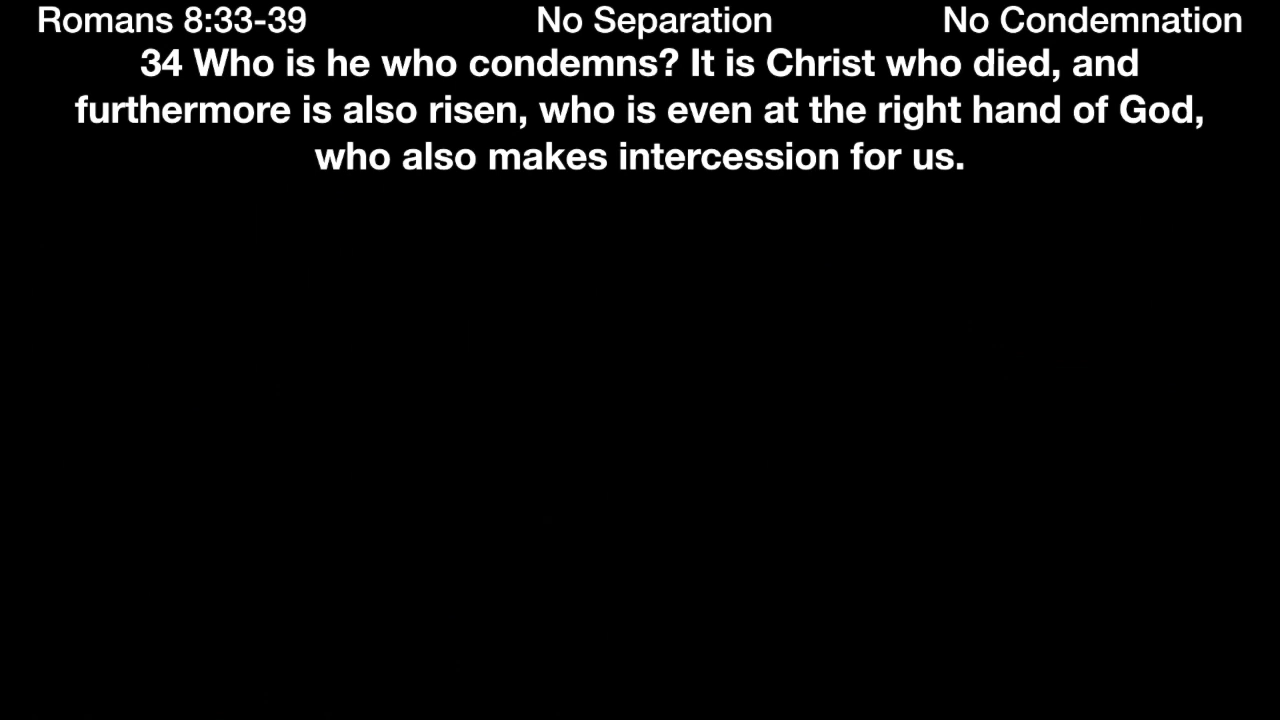 Romans 8:33-39 No Separation No Condemnation
34 Who is he who condemns? It is Christ who died, and
furthermore is also risen, who is even at the right hand of God,
who also makes intercession for us.